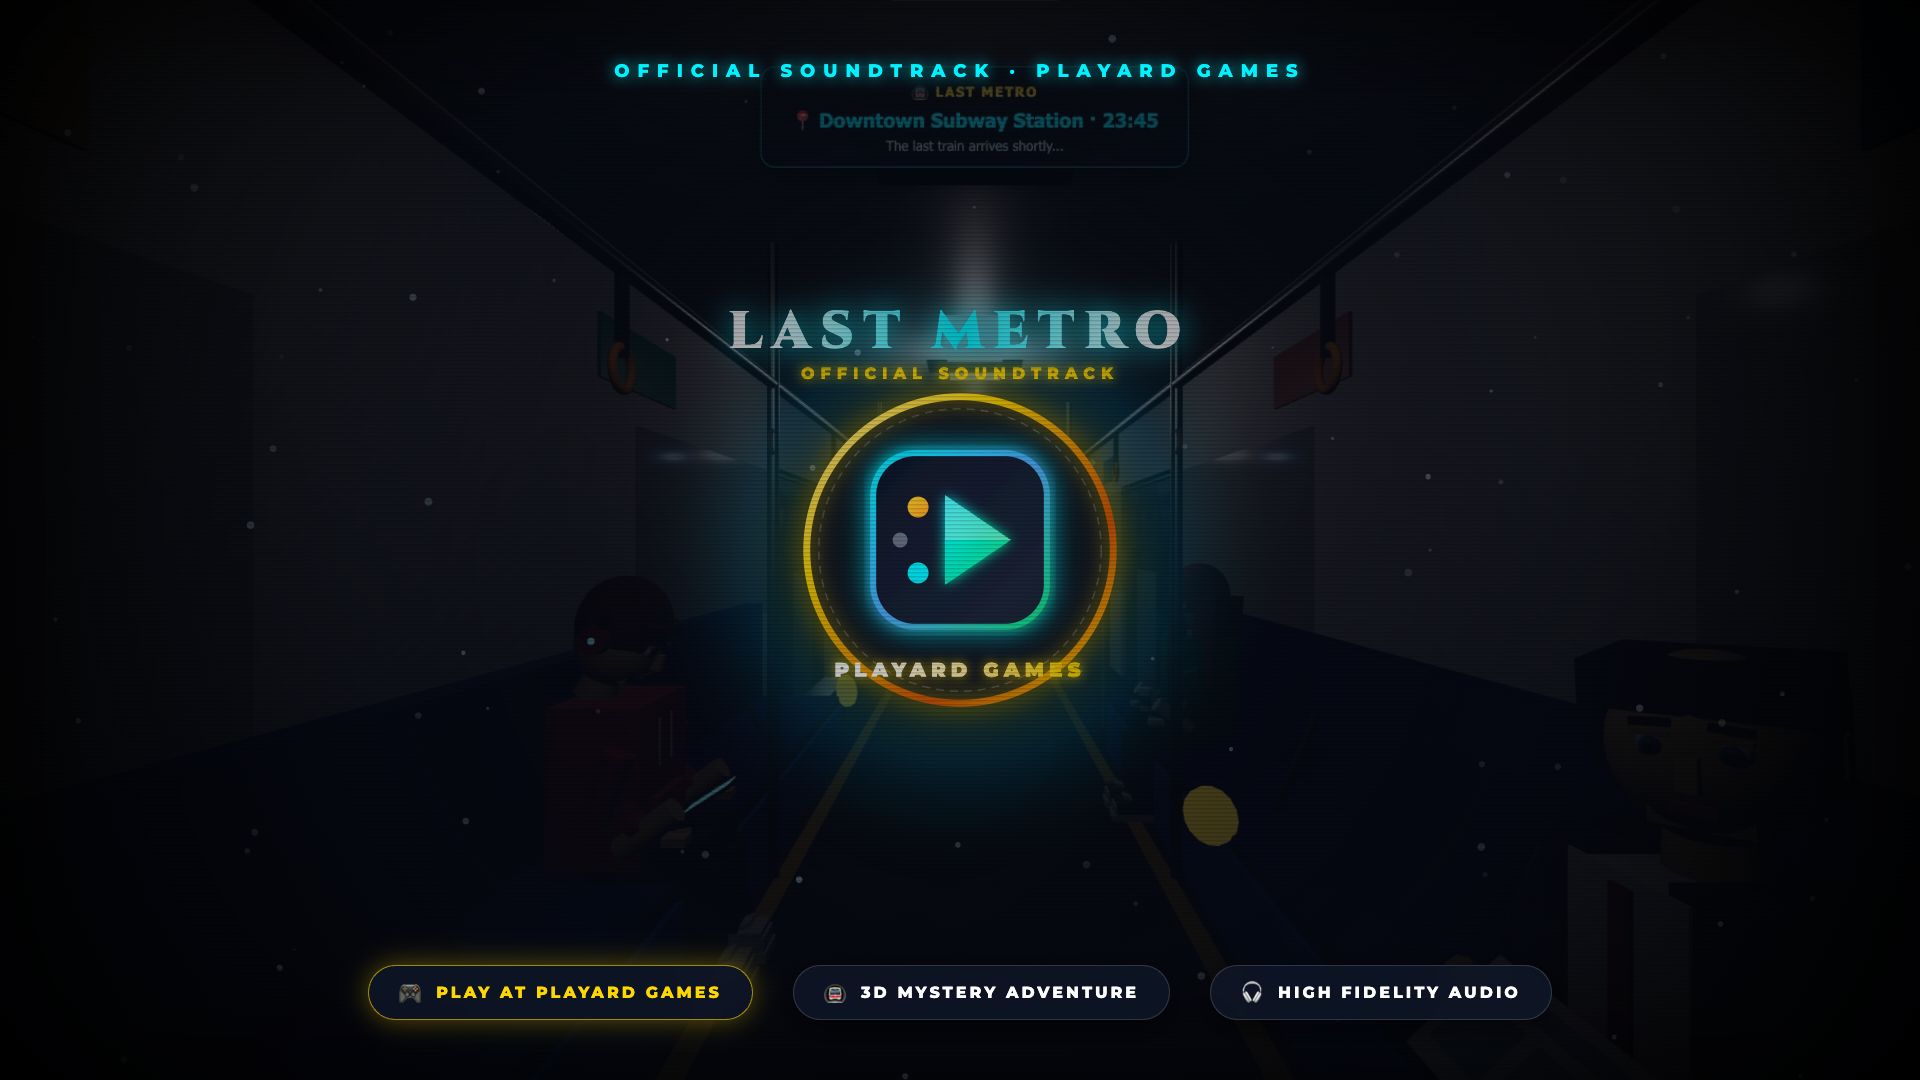 OFFICIAL SOUNDTRACK · PLAYARD GAMES
LAST METRO
Downtown Subway Station · 23:45
The last train arrives shortly...
LAST METRO
OFFICIAL SOUNDTRACK
PLAYARD GAMES
PLAY AT PLAYARD GAMES
3D MYSTERY ADVENTURE
HIGH FIDELITY AUDIO